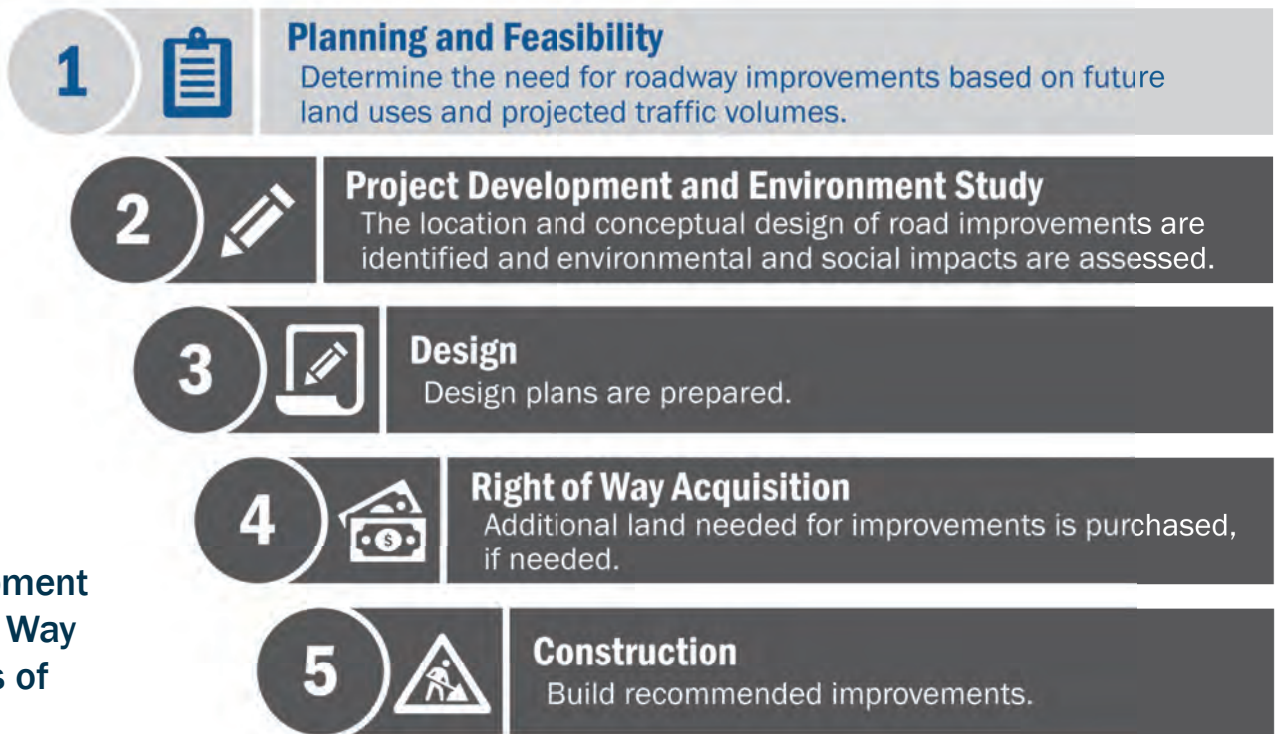 1
Planning and Feasibility
Determine the need for roadway improvements based on future
land uses and projected traffic volumes.
2
Project Development and Environment Study
The location and conceptual design of road improvements are
identified and environmental and social impacts are assessed.
3
Design
Design plans are prepared.
4
Right of Way Acquisition
Additional land needed for improvements is purchased,
if needed.
5
Construction
Build recommended improvements.
Way
of